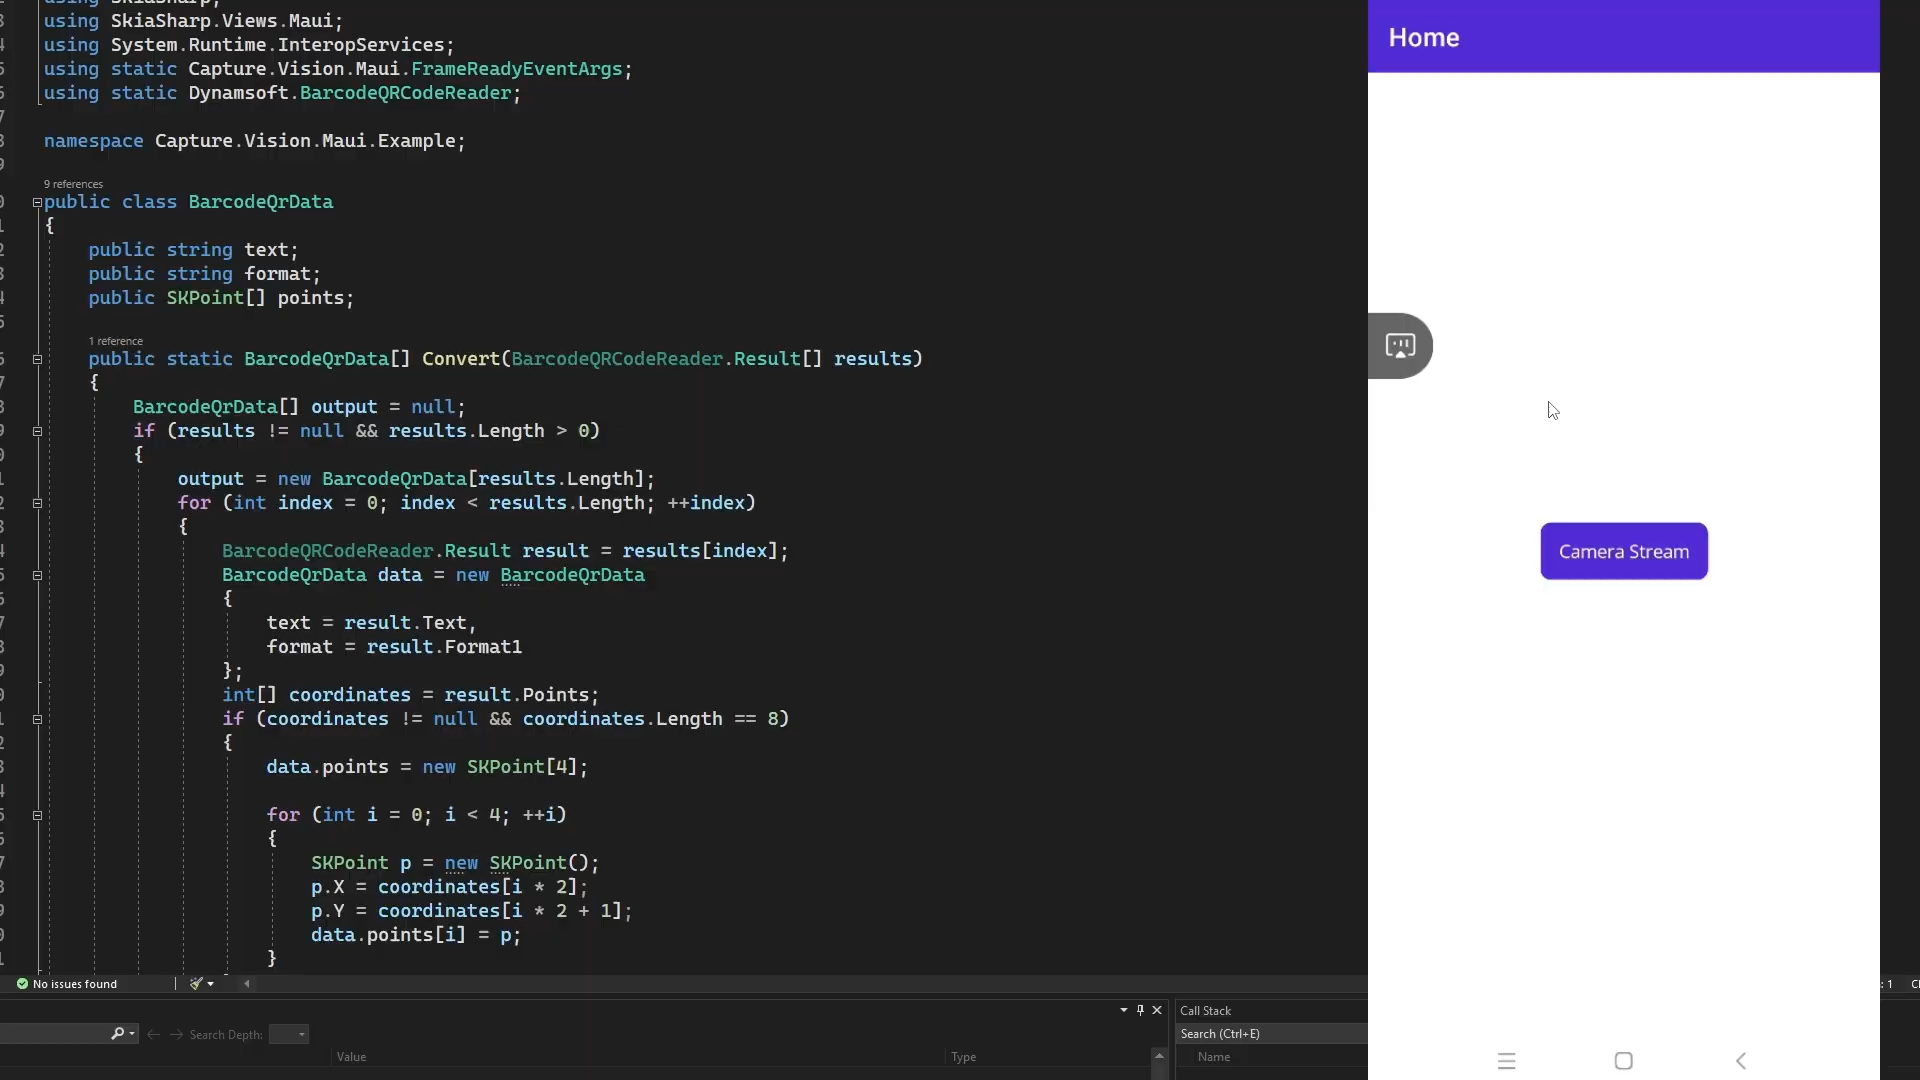 using SkiaSharp;
using SkiaSharp.Views.Maui;
using System.Runtime.InteropServices;
using static Capture.Vision.Maui.FrameReadyEventArgs;
using static Dynamsoft.BarcodeQRCodeReader;
namespace Capture.Vision.Maui.Example;
9 references
public class BarcodeQrData
{
public string text;
public string format;
public SKPoint[] points;
1 reference
public static BarcodeQrData[] Convert(BarcodeQRCodeReader.Result[] results)
{
BarcodeQrData[] output = null;
if (results != null && results.Length > 0)
{
output = new BarcodeQrData[results.Length];
for (int index = 0; index < results.Length; ++index)
{
BarcodeQRCodeReader.Result result = results[index];
BarcodeQrData data = new BarcodeQrData
{
text = result.Text,
format = result.Format1
};
int[] coordinates = result.Points;
if (coordinates != null && coordinates.Length == 8)
{
data.points = new SKPoint[4];
for (int i = 0; i < 4; ++i)
{
SKPoint p = new SKPoint();
p.X = coordinates[i * 2];
p.Y = coordinates[i * 2 + 1];
data.points[i] = p;
}
No issues found
Search Depth:
Value
Type
Call Stack
Search (Ctrl+E)
Name
Home
Camera Stream
: 1